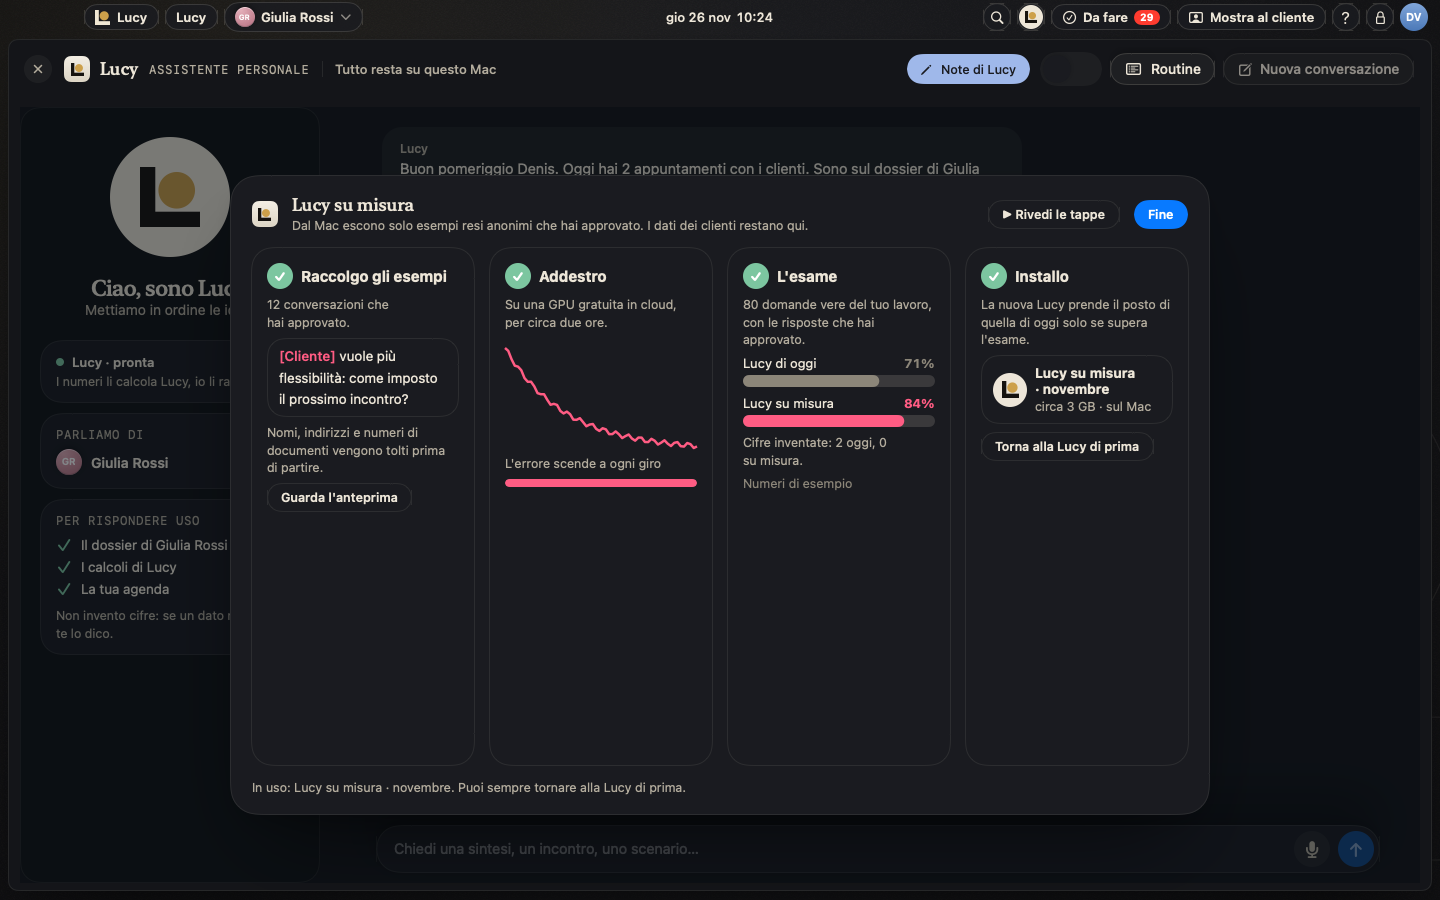 Lucy
Lucy
GR Giulia Rossi
gio 26 nov 10:24
Da fare 29
Mostra al cliente
?
DV
Lucy ASSISTENTE PERSONALE Tutto resta su questo Mac
Note di Lucy
Routine
Nuova conversazione
Lucy
Buon pomeriggio Denis. Oggi hai 2 appuntamenti con i clienti. Sono sul dossier di Giulia
Ciao, sono
Mettiamo in ordine le
Lucy · pronta
I numeri li calcola Lucy, io li
PARLIAMO DI
GR Giulia Rossi
PER RISPONDERE USO
Il dossier di Giulia Rossi
I calcoli di Lucy
La tua agenda
Non invento cifre: se un dato
te lo dico.
Lucy su misura
Dal Mac escono solo esempi resi anonimi che hai approvato. I dati dei clienti restano qui.
Rivedi le tappe
Fine
Raccolgo gli esempi
12 conversazioni che
hai approvato.
[Cliente] vuole più
flessibilità: come imposto
il prossimo incontro?
Nomi, indirizzi e numeri di
documenti vengono tolti prima
di partire.
Guarda l'anteprima
Addestro
Su una GPU gratuita in cloud,
per circa due ore.
L'errore scende a ogni giro
L'esame
80 domande vere del tuo lavoro,
con le risposte che hai
approvato.
Lucy di oggi 71%
Lucy su misura 84%
Cifre inventate: 2 oggi, 0
su misura.
Numeri di esempio
Installo
La nuova Lucy prende il posto di
quella di oggi solo se supera
l'esame.
Lucy su misura
· novembre
circa 3 GB · sul Mac
Torna alla Lucy di prima
In uso: Lucy su misura · novembre. Puoi sempre tornare alla Lucy di prima.
Chiedi una sintesi, un incontro, uno scenario...